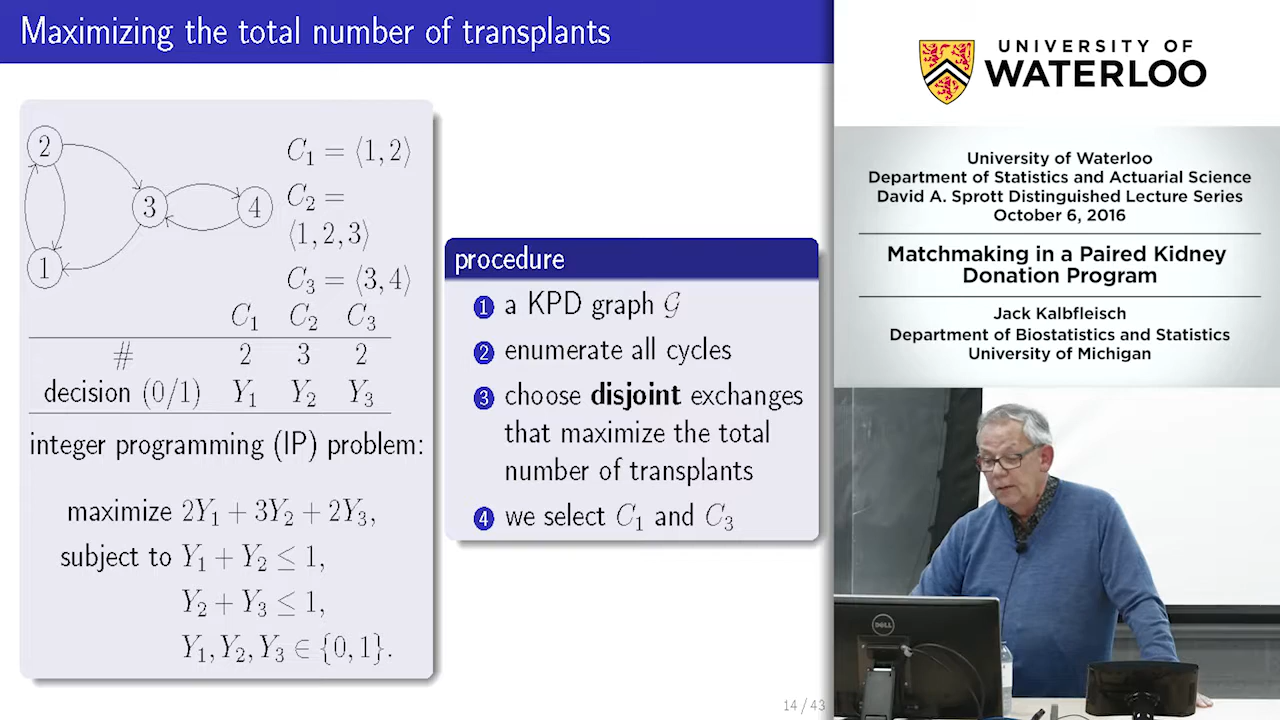 Maximizing the total number of transplants
2
3
4
1
C₁ = ⟨1, 2⟩
C₂ =
⟨1, 2, 3⟩
C₃ = ⟨3, 4⟩
C₁ C₂ C₃
# 2 3 2
decision (0/1) Y₁ Y₂ Y₃
integer programming (IP) problem:
maximize 2Y₁ + 3Y₂ + 2Y₃,
subject to Y₁ + Y₂ ≤ 1,
Y₂ + Y₃ ≤ 1,
Y₁, Y₂, Y₃ ∈ {0, 1}.
procedure
1 a KPD graph 𝒢
2 enumerate all cycles
3 choose disjoint exchanges
that maximize the total
number of transplants
4 we select C₁ and C₃
14 / 43
UNIVERSITY OF
WATERLOO
University of Waterloo
Department of Statistics and Actuarial Science
David A. Sprott Distinguished Lecture Series
October 6, 2016
Matchmaking in a Paired Kidney
Donation Program
Jack Kalbfleisch
Department of Biostatistics and Statistics
University of Michigan
DELL